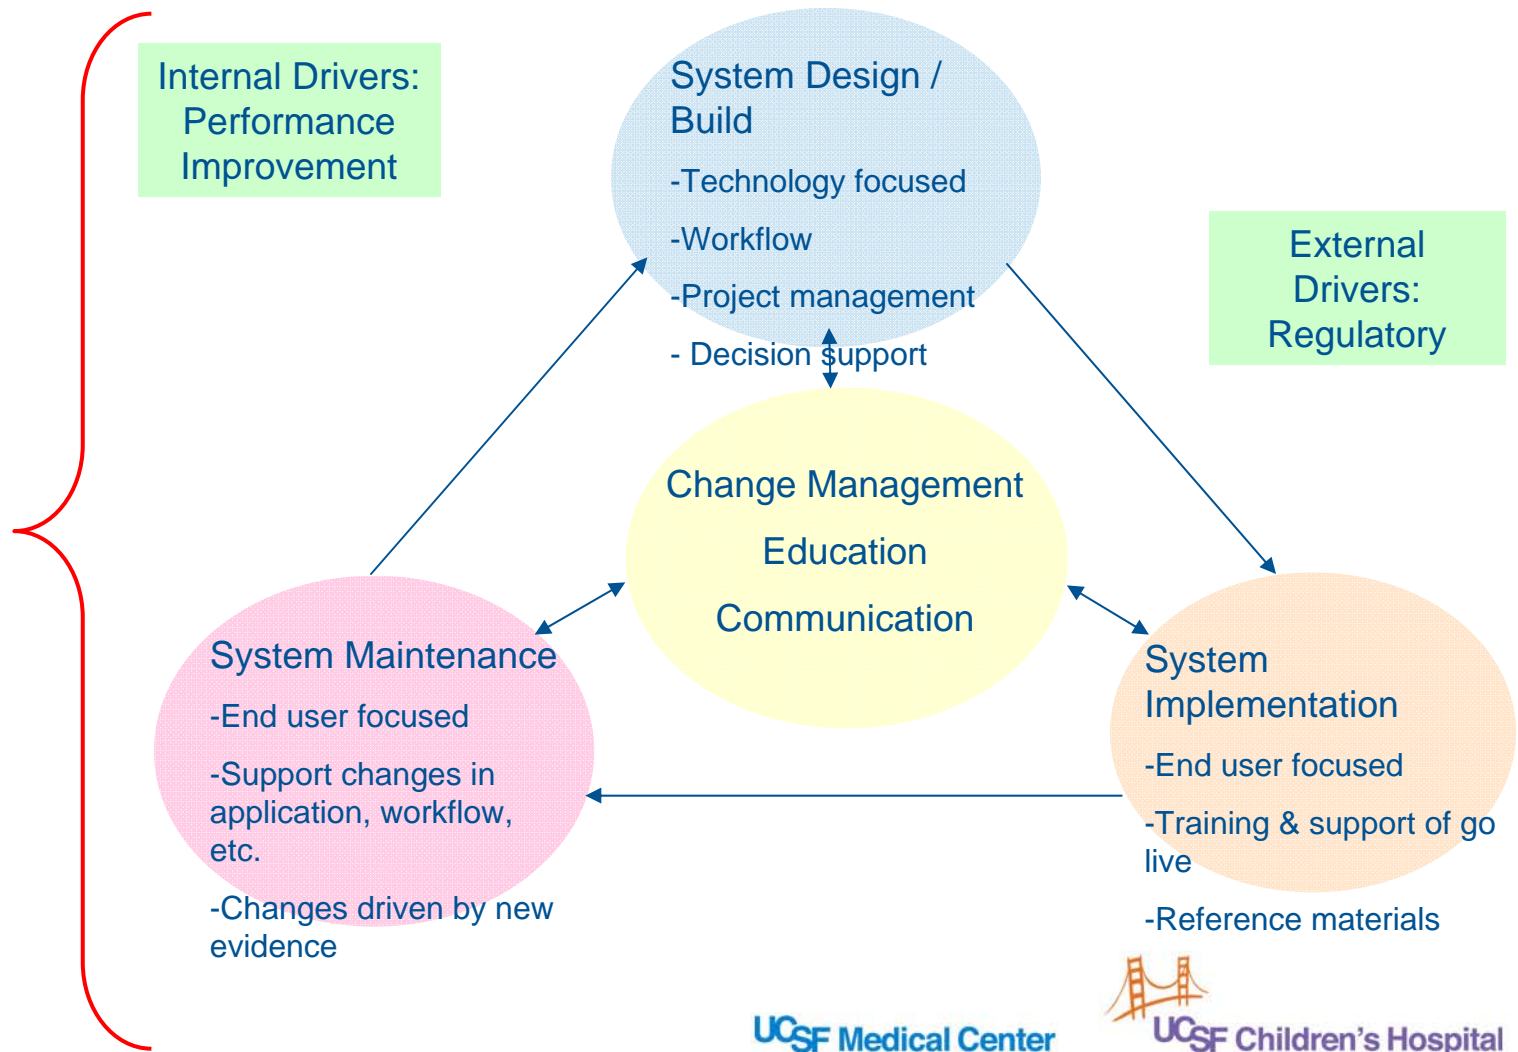 Internal Drivers:
Performance
Improvement
System Design /
Build
-Technology focused
-Workflow
-Project management
- Decision support
External
Drivers:
Regulatory
Change Management
Education
Communication
System Maintenance
-End user focused
-Support changes in
application, workflow,
etc.
-Changes driven by new
evidence
System
Implementation
-End user focused
-Training & support of go
live
-Reference materials
UCSF Medical Center
UCSF Children's Hospital